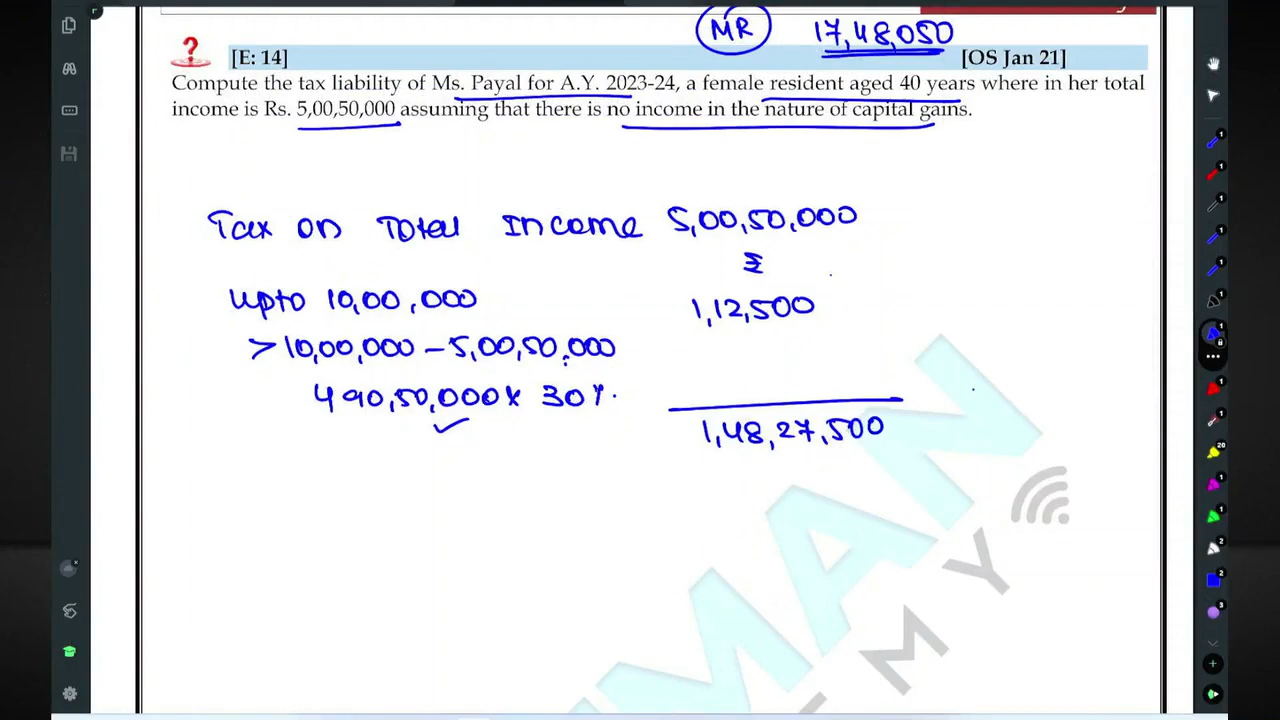 MR 17,48,050
[E: 14] [OS Jan 21]
Compute the tax liability of Ms. Payal for A.Y. 2023-24, a female resident aged 40 years where in her total
income is Rs. 5,00,50,000 assuming that there is no income in the nature of capital gains.
Tax on Total Income 5,00,50,000
₹
upto 10,00,000 1,12,500
> 10,00,000 - 5,00,50,000
490,50,000 x 30%.
1,48,27,500
MAN
EMY